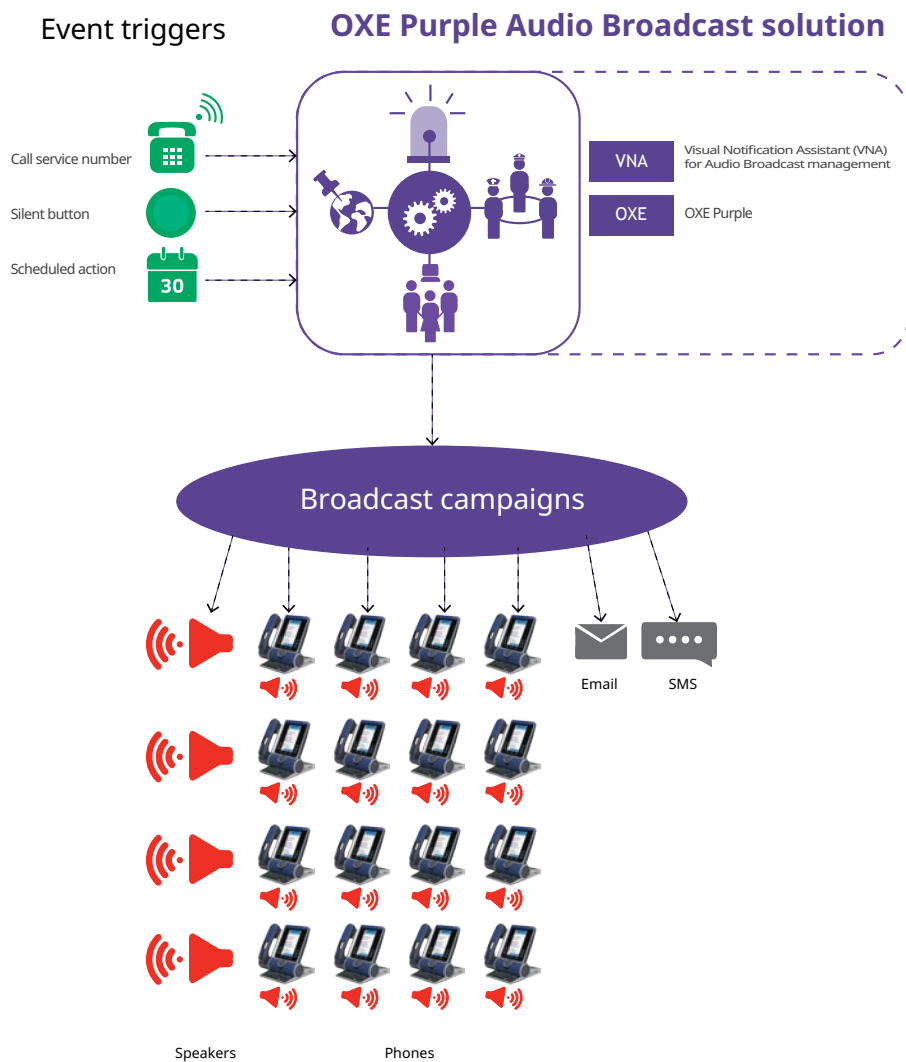 Event triggers
OXE Purple Audio Broadcast solution
Call service number
Silent button
Scheduled action
30
VNA
Visual Notification Assistant (VNA)
for Audio Broadcast management
OXE
OXE Purple
Broadcast campaigns
Email
SMS
Speakers
Phones